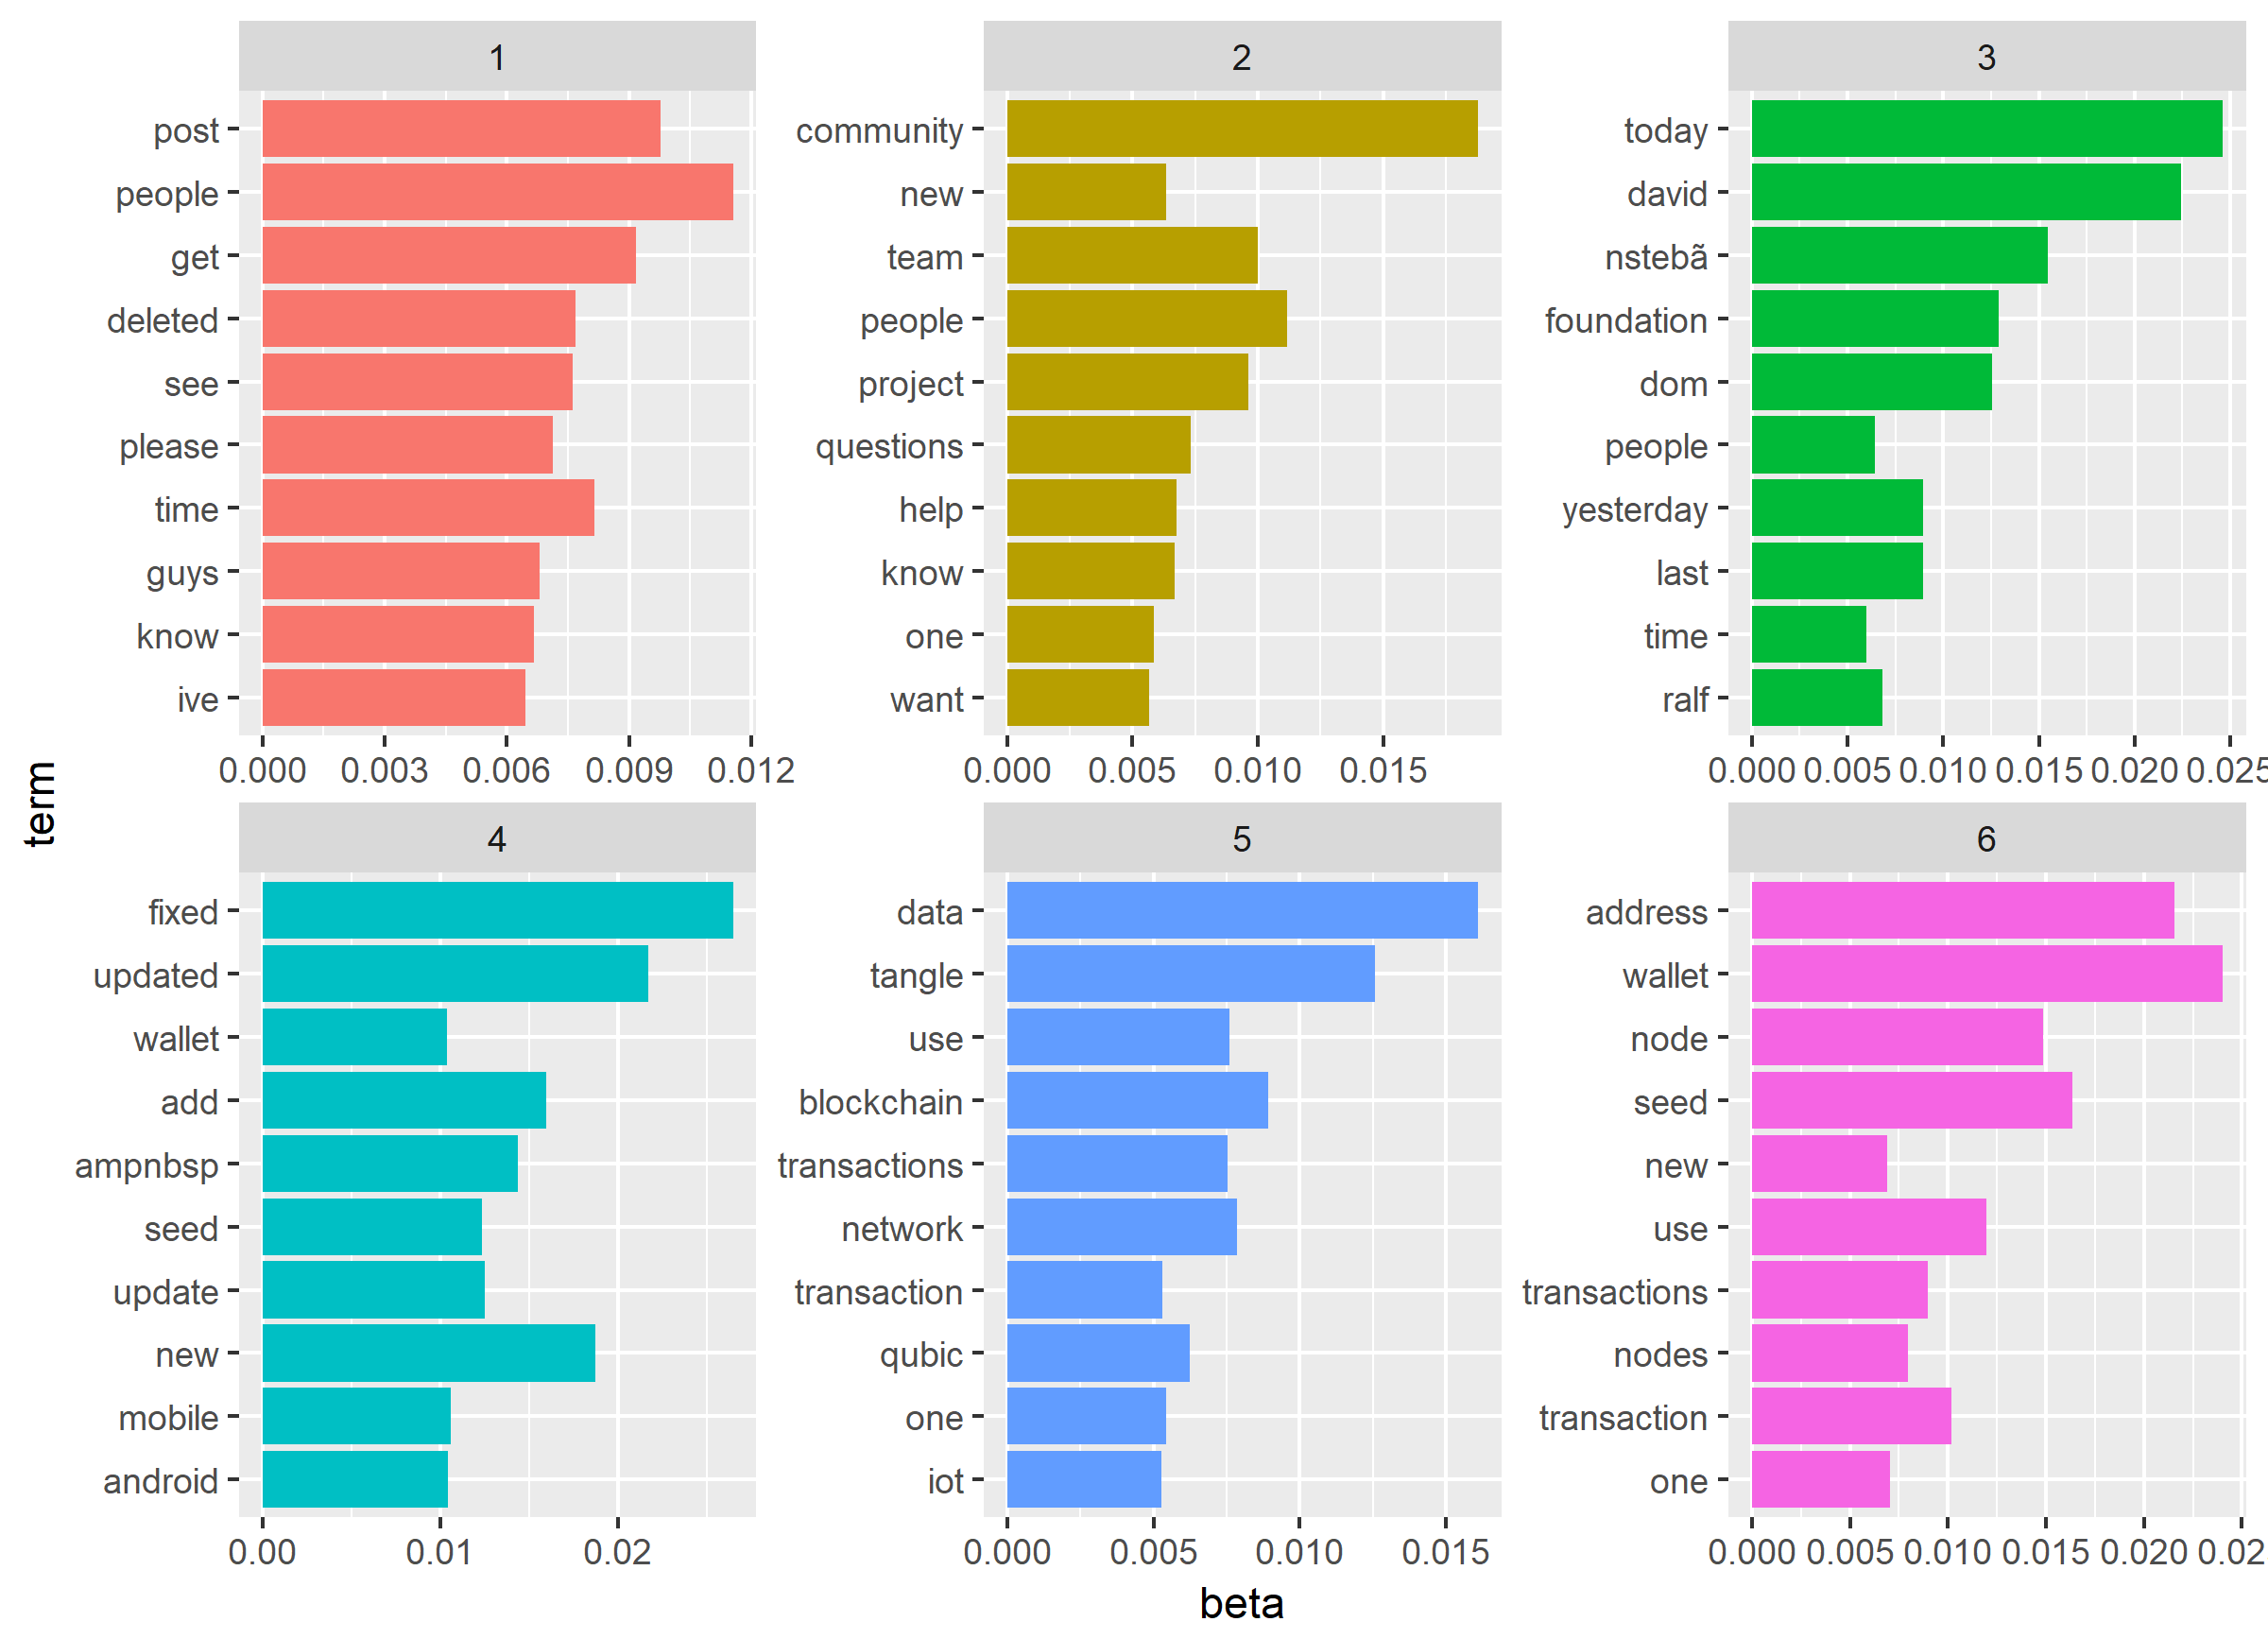 1
post
people
get
deleted
see
please
time
guys
know
ive
0.000 0.003 0.006 0.009 0.012
2
community
new
team
people
project
questions
help
know
one
want
0.000 0.005 0.010 0.015
3
today
david
nstebã
foundation
dom
people
yesterday
last
time
ralf
0.000 0.005 0.010 0.015 0.020 0.025
term
4
fixed
updated
wallet
add
ampnbsp
seed
update
new
mobile
android
0.00 0.01 0.02
5
data
tangle
use
blockchain
transactions
network
transaction
qubic
one
iot
0.000 0.005 0.010 0.015
6
address
wallet
node
seed
new
use
transactions
nodes
transaction
one
0.000 0.005 0.010 0.015 0.020 0.02
beta